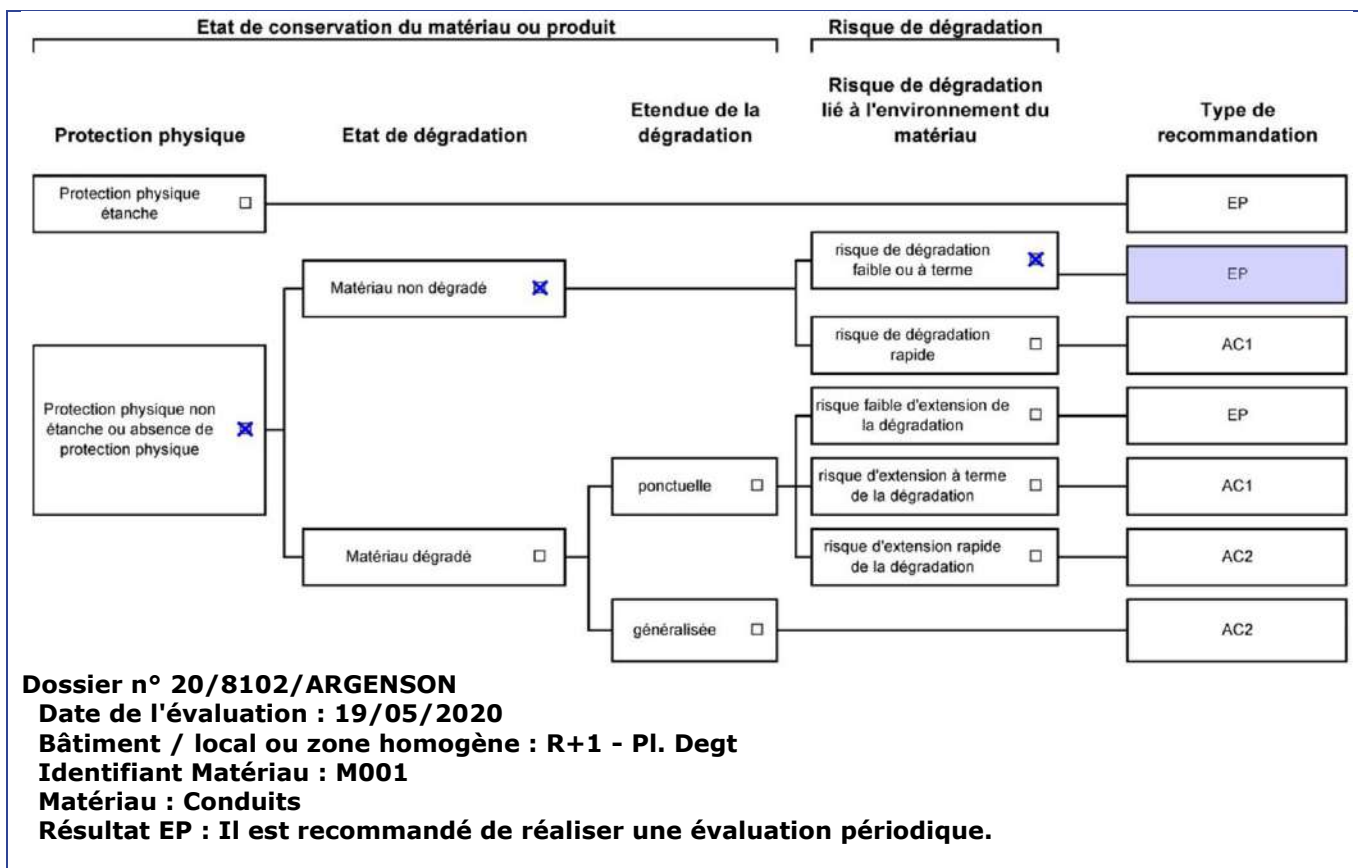 Etat de conservation du matériau ou produit
Risque de dégradation
Protection physique
Etat de dégradation
Etendue de la
dégradation
Risque de dégradation
lié à l'environnement du
matériau
Type de
recommandation
Protection physique
étanche
EP
risque de dégradation
faible ou à terme
EP
Matériau non dégradé
risque de dégradation
rapide
AC1
Protection physique non
étanche ou absence de
protection physique
risque faible d'extension de
la dégradation
EP
ponctuelle
risque d'extension à terme
de la dégradation
AC1
Matériau dégradé
risque d'extension rapide
de la dégradation
AC2
généralisée
AC2
Dossier n° 20/8102/ARGENSON
Date de l'évaluation : 19/05/2020
Bâtiment / local ou zone homogène : R+1 - Pl. Degt
Identifiant Matériau : M001
Matériau : Conduits
Résultat EP : Il est recommandé de réaliser une évaluation périodique.